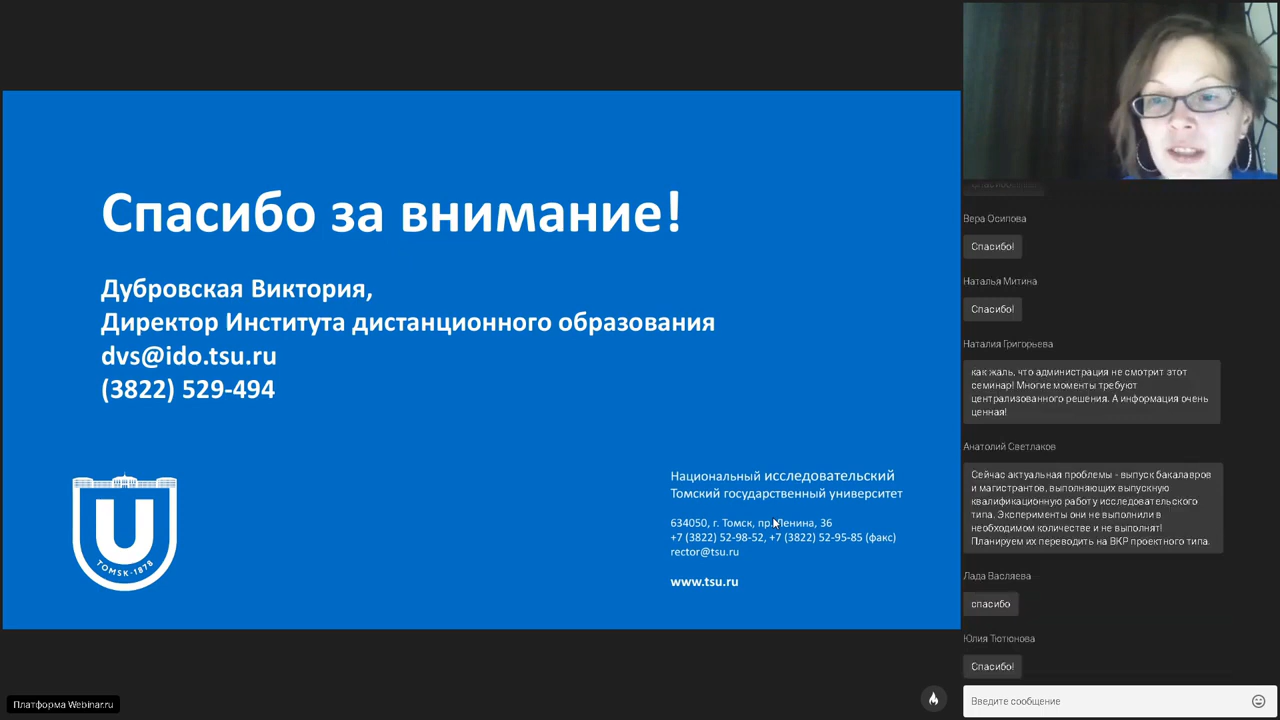 Спасибо за внимание!
Дубровская Виктория,
Директор Института дистанционного образования
dvs@ido.tsu.ru
(3822) 529-494
TOMSK·1878
Национальный исследовательский
Томский государственный университет
634050, г. Томск, пр. Ленина, 36
+7 (3822) 52-98-52, +7 (3822) 52-95-85 (факс)
rector@tsu.ru
www.tsu.ru
Платформа Webinar.ru
Вера Осипова
Спасибо!
Наталья Митина
Спасибо!
Наталия Григорьева
как жаль, что администрация не смотрит этот
семинар! Многие моменты требуют
централизованного решения. А информация очень
ценная!
Анатолий Светлаков
Сейчас актуальная проблемы - выпуск бакалавров
и магистрантов, выполняющих выпускную
квалификационную работу исследовательского
типа. Эксперименты они не выполнили в
необходимом количестве и не выполнят!
Планируем их переводить на ВКР проектного типа.
Лада Васляева
спасибо
Юлия Тютюнова
Спасибо!
Введите сообщение